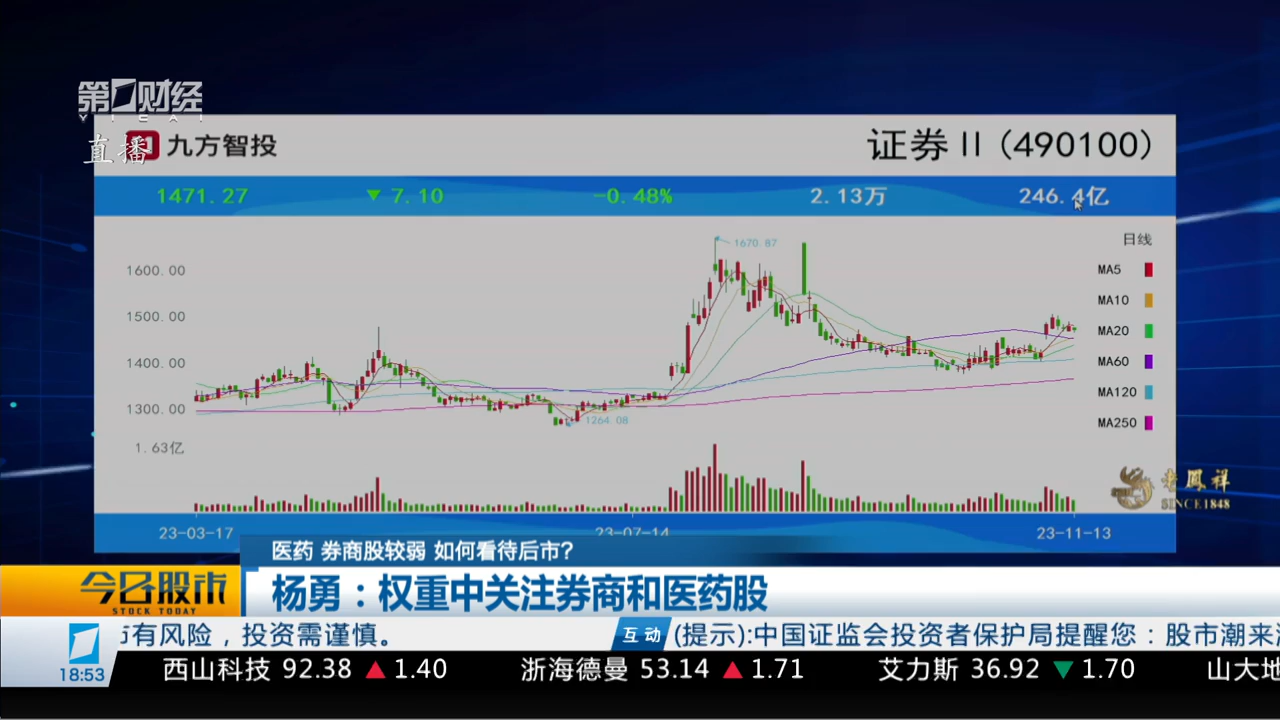 第一财经
YICAI
直播
九方智投
证券Ⅱ(490100)
1471.27 ▼7.10 -0.48% 2.13万 246.4亿
日线
1670.87
1600.00
1500.00
1400.00
1300.00
1264.08
1.63亿
MA5
MA10
MA20
MA60
MA120
MA250
老鳳祥
SINCE1848
23-03-17 23-07-14 23-11-13
医药 券商股较弱 如何看待后市?
今日股市
STOCK TODAY
杨勇:权重中关注券商和医药股
有风险,投资需谨慎。 互动 (提示):中国证监会投资者保护局提醒您:股市潮来
18:53
西山科技 92.38 ▲ 1.40 浙海德曼 53.14 ▲ 1.71 艾力斯 36.92 ▼ 1.70 山大地